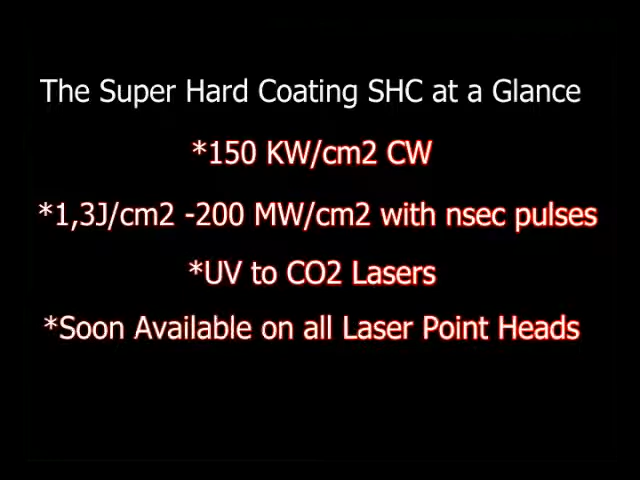 The Super Hard Coating SHC at a Glance
*150 KW/cm2 CW
*1,3J/cm2 -200 MW/cm2 with nsec pulses
*UV to CO2 Lasers
*Soon Available on all Laser Point Heads